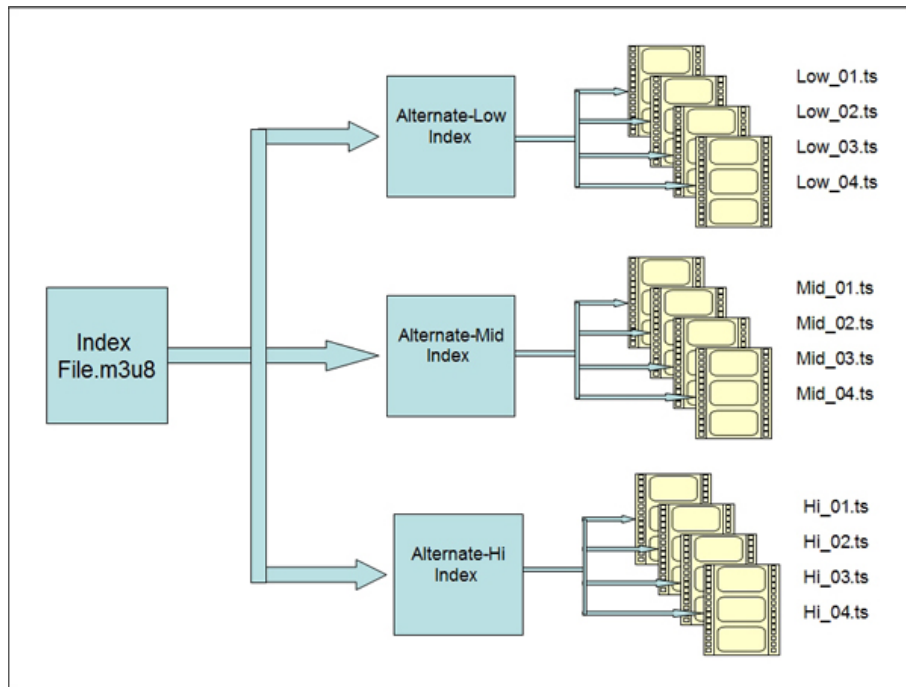 Alternate-Low
Index
Low_01.ts
Low_02.ts
Low_03.ts
Low_04.ts
Index
File.m3u8
Alternate-Mid
Index
Mid_01.ts
Mid_02.ts
Mid_03.ts
Mid_04.ts
Alternate-Hi
Index
Hi_01.ts
Hi_02.ts
Hi_03.ts
Hi_04.ts